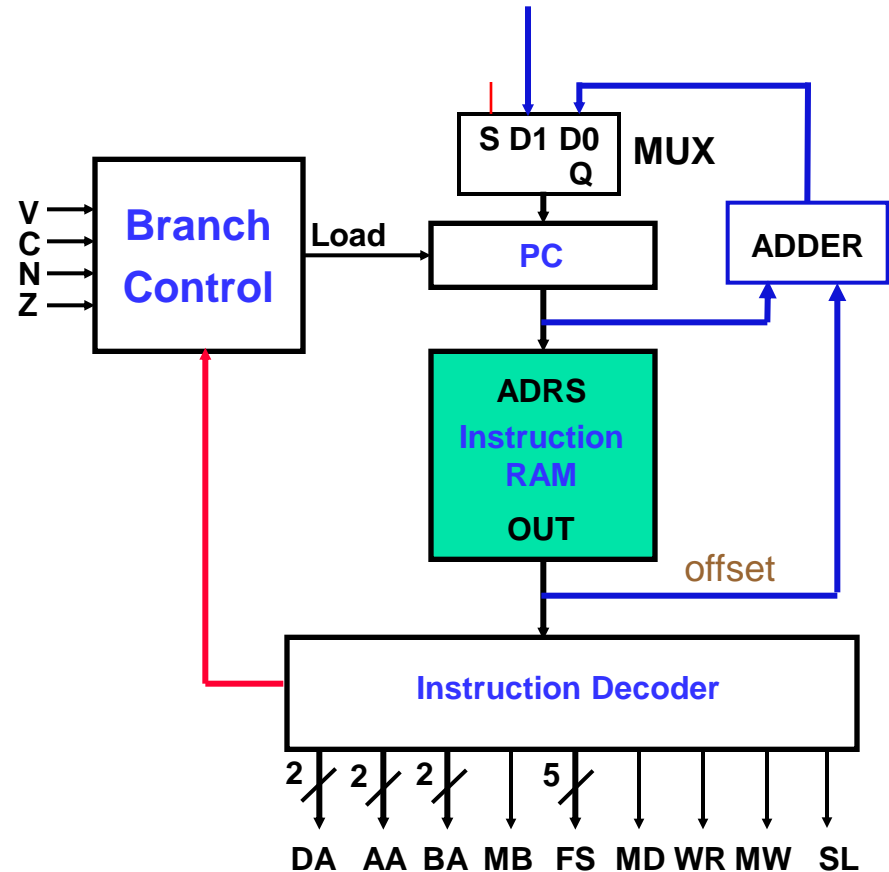 S D1 D0
Q
MUX
V
C
N
Z
Branch
Control
Load
PC
ADDER
ADRS
Instruction
RAM
OUT
offset
Instruction Decoder
2 2 2 5
DA AA BA MB FS MD WR MW SL